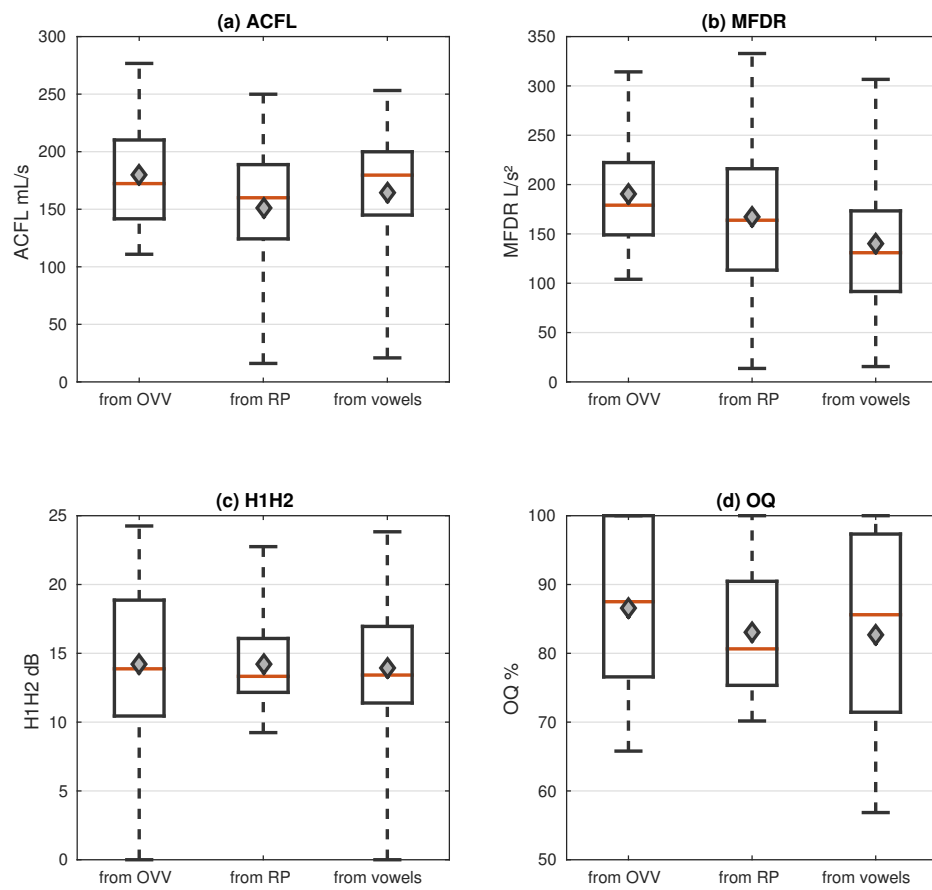 (a) ACFL
300
250
200
150
100
50
0
ACFL mL/s
from OVV
from RP
from vowels
(b) MFDR
350
300
250
200
150
100
50
0
MFDR L/s²
from OVV
from RP
from vowels
(c) H1H2
25
20
15
10
5
0
H1H2 dB
from OVV
from RP
from vowels
(d) OQ
100
90
80
70
60
50
OQ %
from OVV
from RP
from vowels